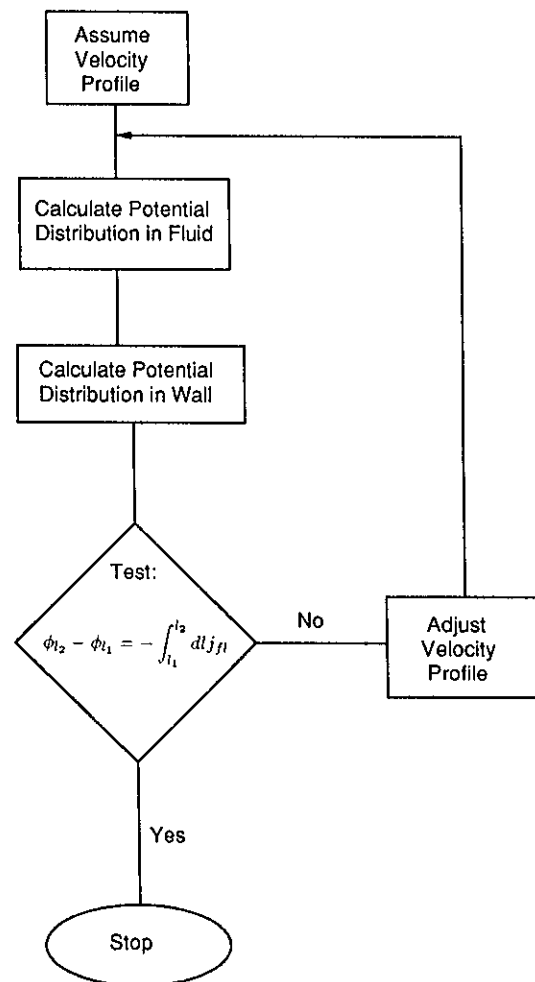 Assume
Velocity
Profile
Calculate Potential
Distribution in Fluid
Calculate Potential
Distribution in Wall
Test:
$\phi_{l_2} - \phi_{l_1} = -\int_{l_1}^{l_2} dl j_{fl}$
No
Adjust
Velocity
Profile
Yes
Stop